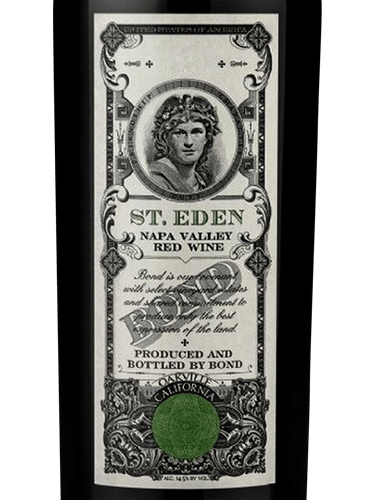 UNITED STATES OF AMERICA
ST. EDEN
NAPA VALLEY
RED WINE
Bond is our covenant
with select vineyard estates
and shared commitment to
produce only the best
expression of the land.
BOND
PRODUCED AND
BOTTLED BY BOND
OAKVILLE
CALIFORNIA
ALC. 14.5% BY VOL.